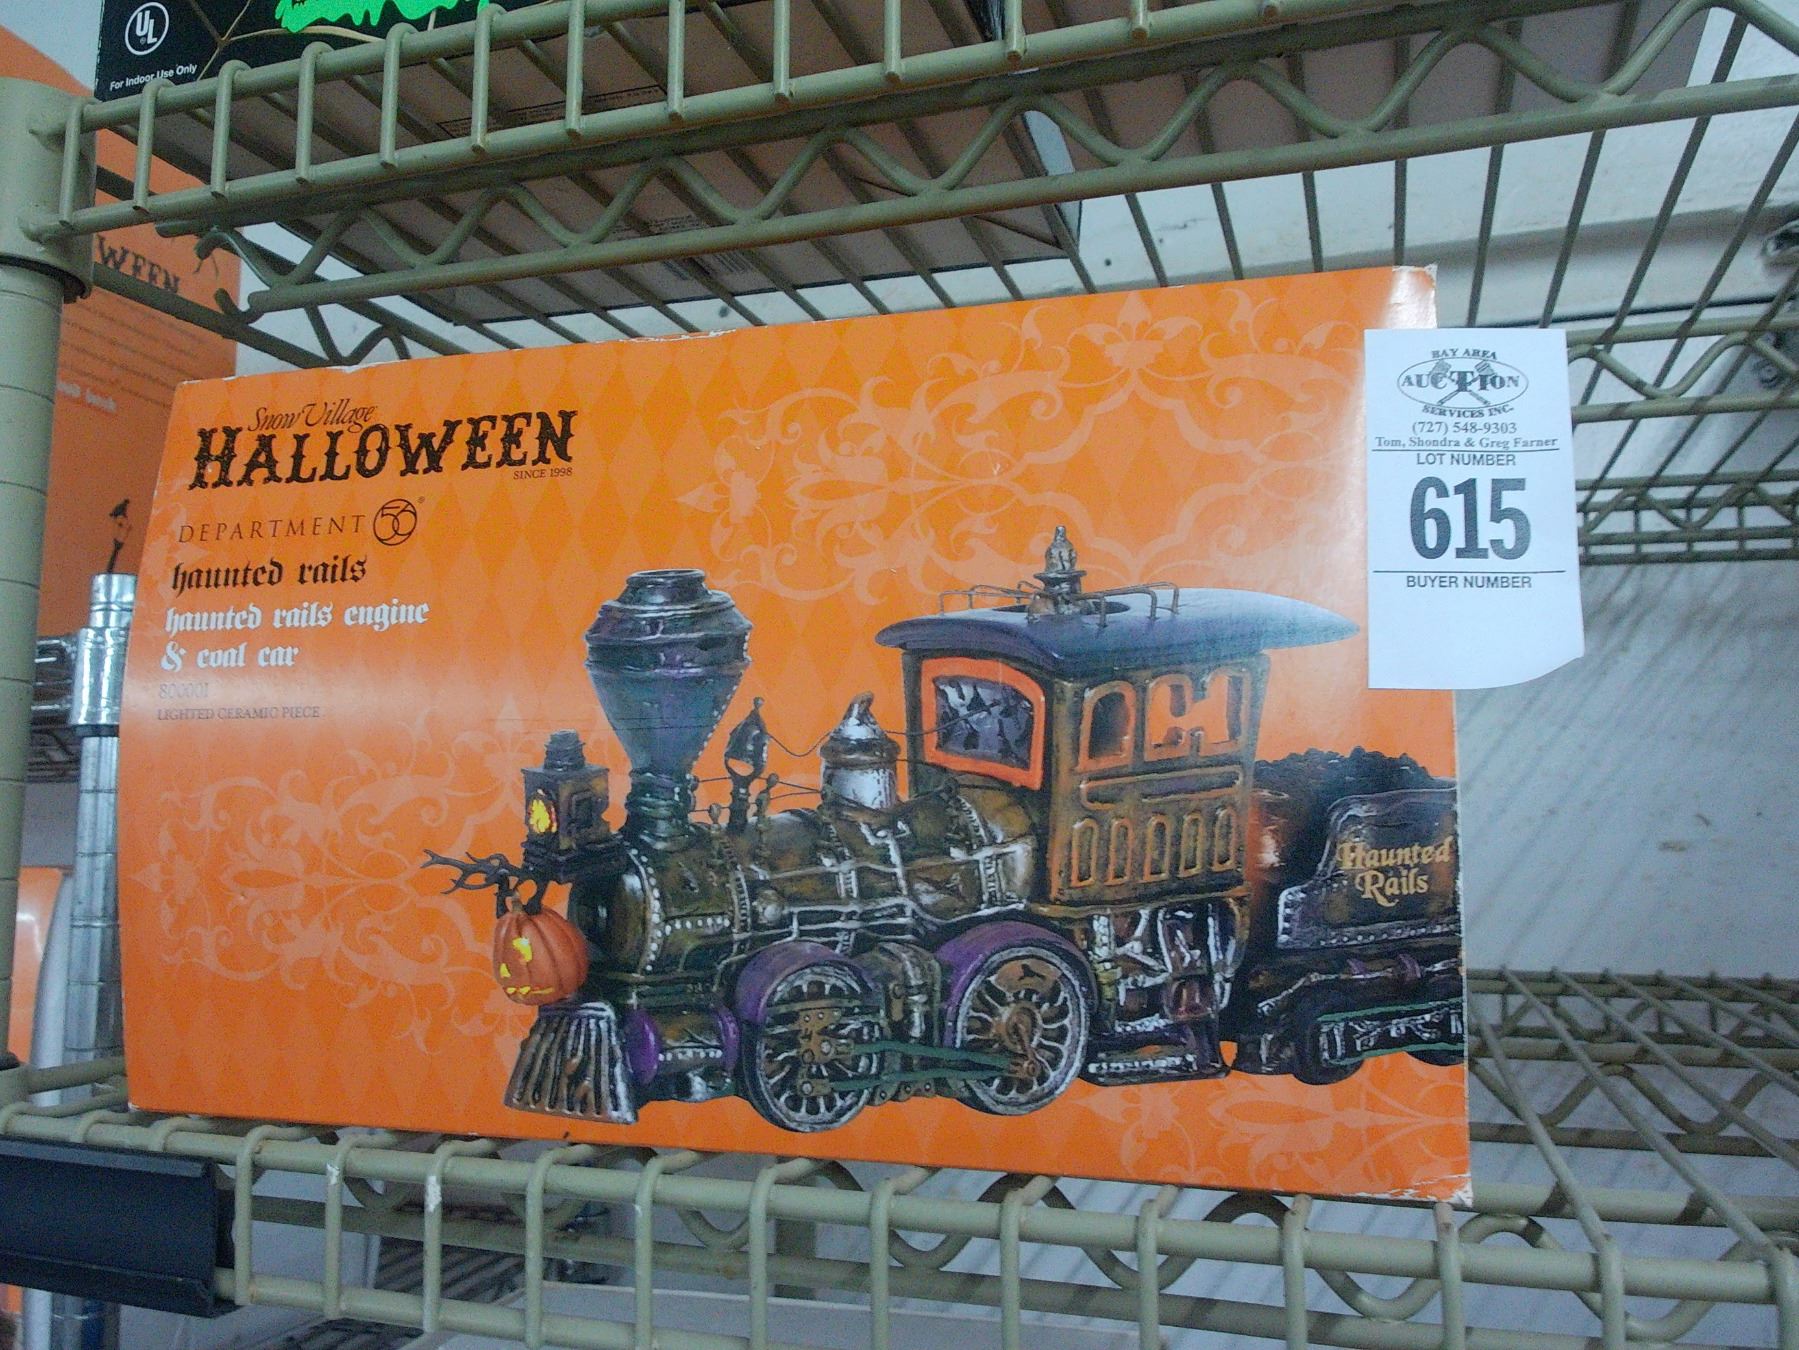 UL
For Indoor Use Only
WEEN
Snow Village
HALLOWEEN
SINCE 1998
DEPARTMENT 56®
haunted rails
haunted rails engine
& coal car
800001
LIGHTED CERAMIC PIECE
Haunted
Rails
BAY AREA
AUCTION
SERVICES INC.
(727) 548-9303
Tom, Shondra & Greg Farner
LOT NUMBER
615
BUYER NUMBER